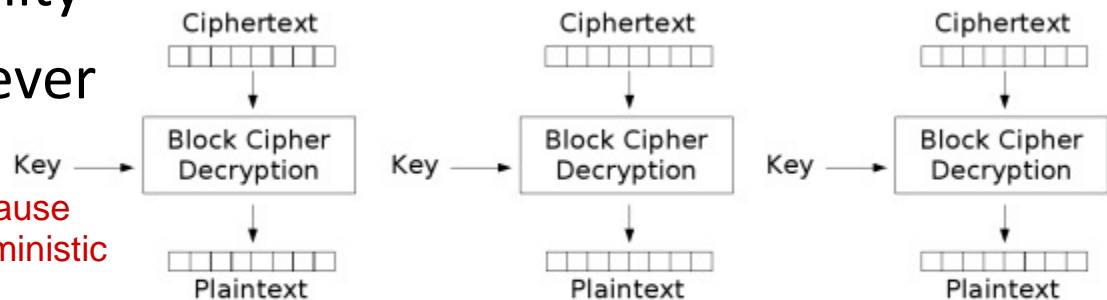 Ciphertext Ciphertext Ciphertext
ever
Block Cipher Block Cipher Block Cipher
Key Decryption Key Decryption Key Decryption
Plaintext Plaintext Plaintext